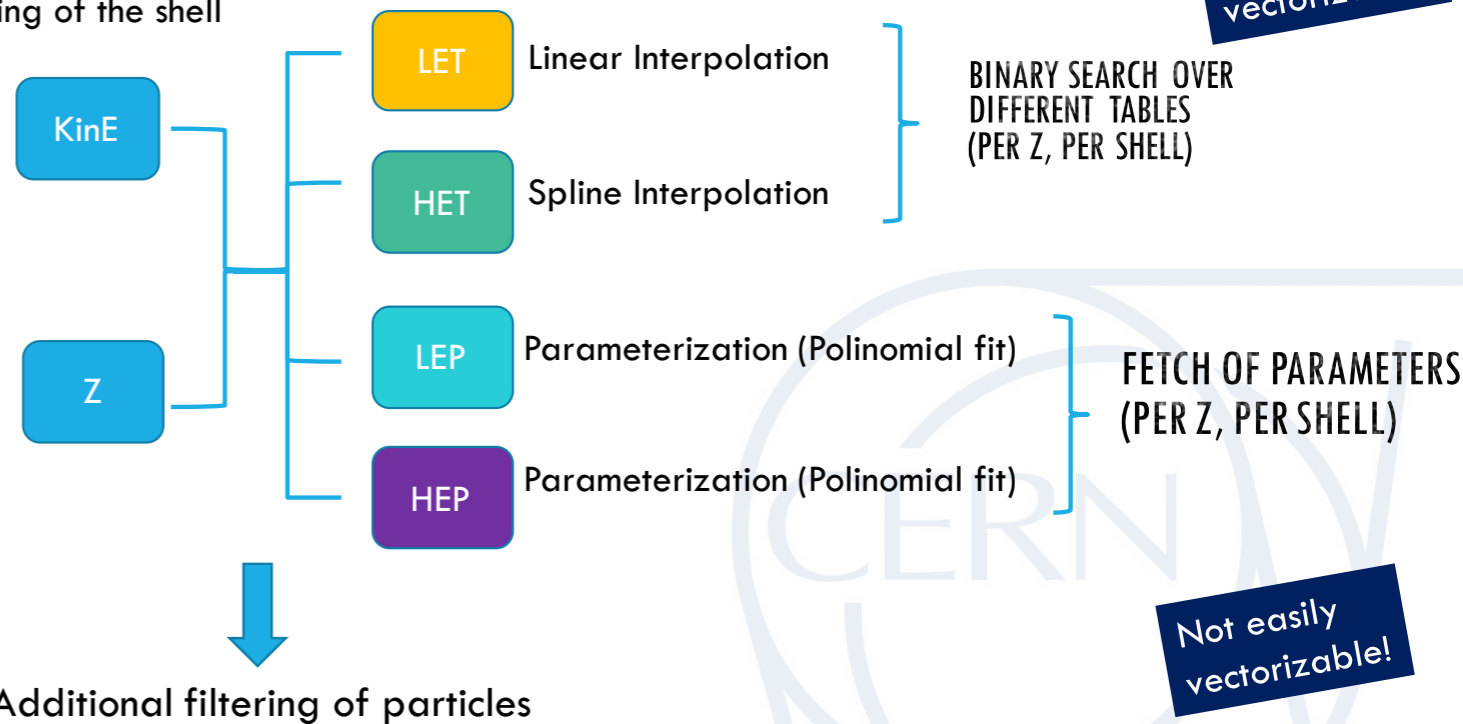 ing of the shell
KinE
Z
LET
Linear Interpolation
HET
Spline Interpolation
BINARY SEARCH OVER
DIFFERENT TABLES
(PER Z, PER SHELL)
LEP
Parameterization (Polinomial fit)
HEP
Parameterization (Polinomial fit)
FETCH OF PARAMETERS
(PER Z, PER SHELL)
CERN
Not easily
vectorizable!
Additional filtering of particles